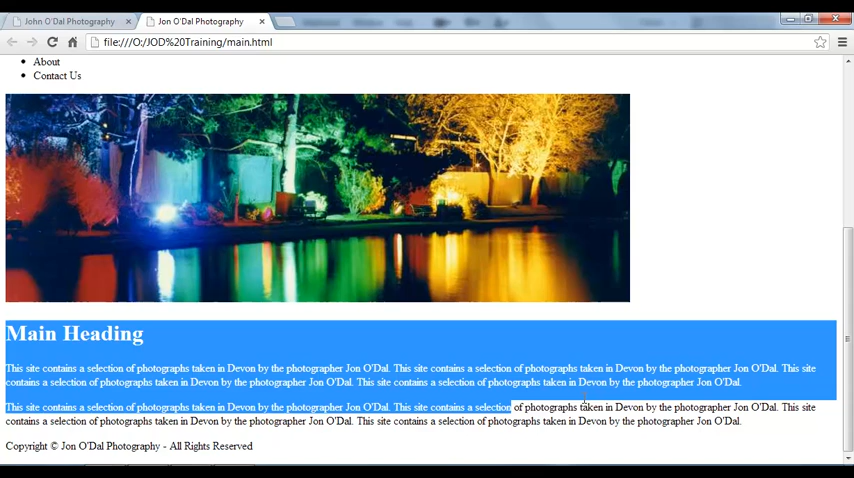 John O'Dal Photography
Jon O'Dal Photography
file:///O:/JOD%20Training/main.html
About
Contact Us
Main Heading
This site contains a selection of photographs taken in Devon by the photographer Jon O'Dal. This site contains a selection of photographs taken in Devon by the photographer Jon O'Dal. This site
contains a selection of photographs taken in Devon by the photographer Jon O'Dal. This site contains a selection of photographs taken in Devon by the photographer Jon O'Dal.
This site contains a selection of photographs taken in Devon by the photographer Jon O'Dal. This site contains a selection of photographs taken in Devon by the photographer Jon O'Dal. This site
contains a selection of photographs taken in Devon by the photographer Jon O'Dal. This site contains a selection of photographs taken in Devon by the photographer Jon O'Dal.
Copyright © Jon O'Dal Photography - All Rights Reserved